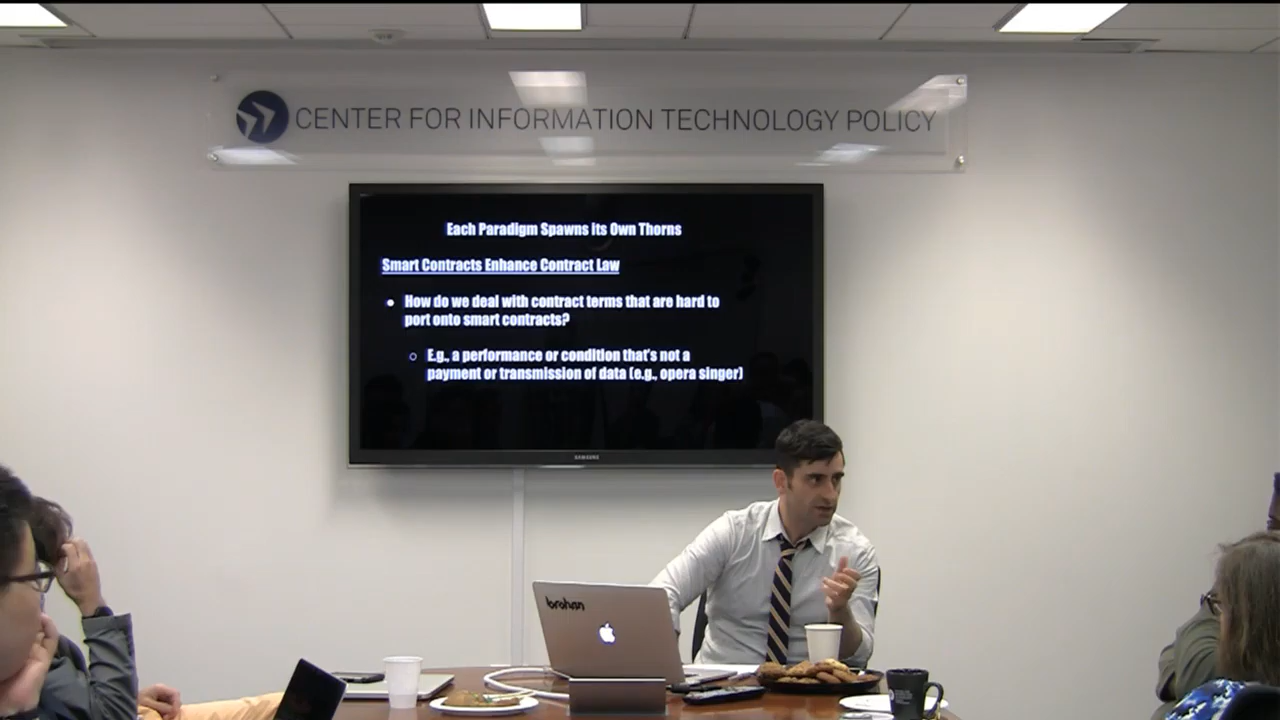 CENTER FOR INFORMATION TECHNOLOGY POLICY
Each Paradigm Spawns its Own Thorns
Smart Contracts Enhance Contract Law
How do we deal with contract terms that are hard to
port onto smart contracts?
E.g., a performance or condition that's not a
payment or transmission of data (e.g., opera singer)
SAMSUNG
brohan